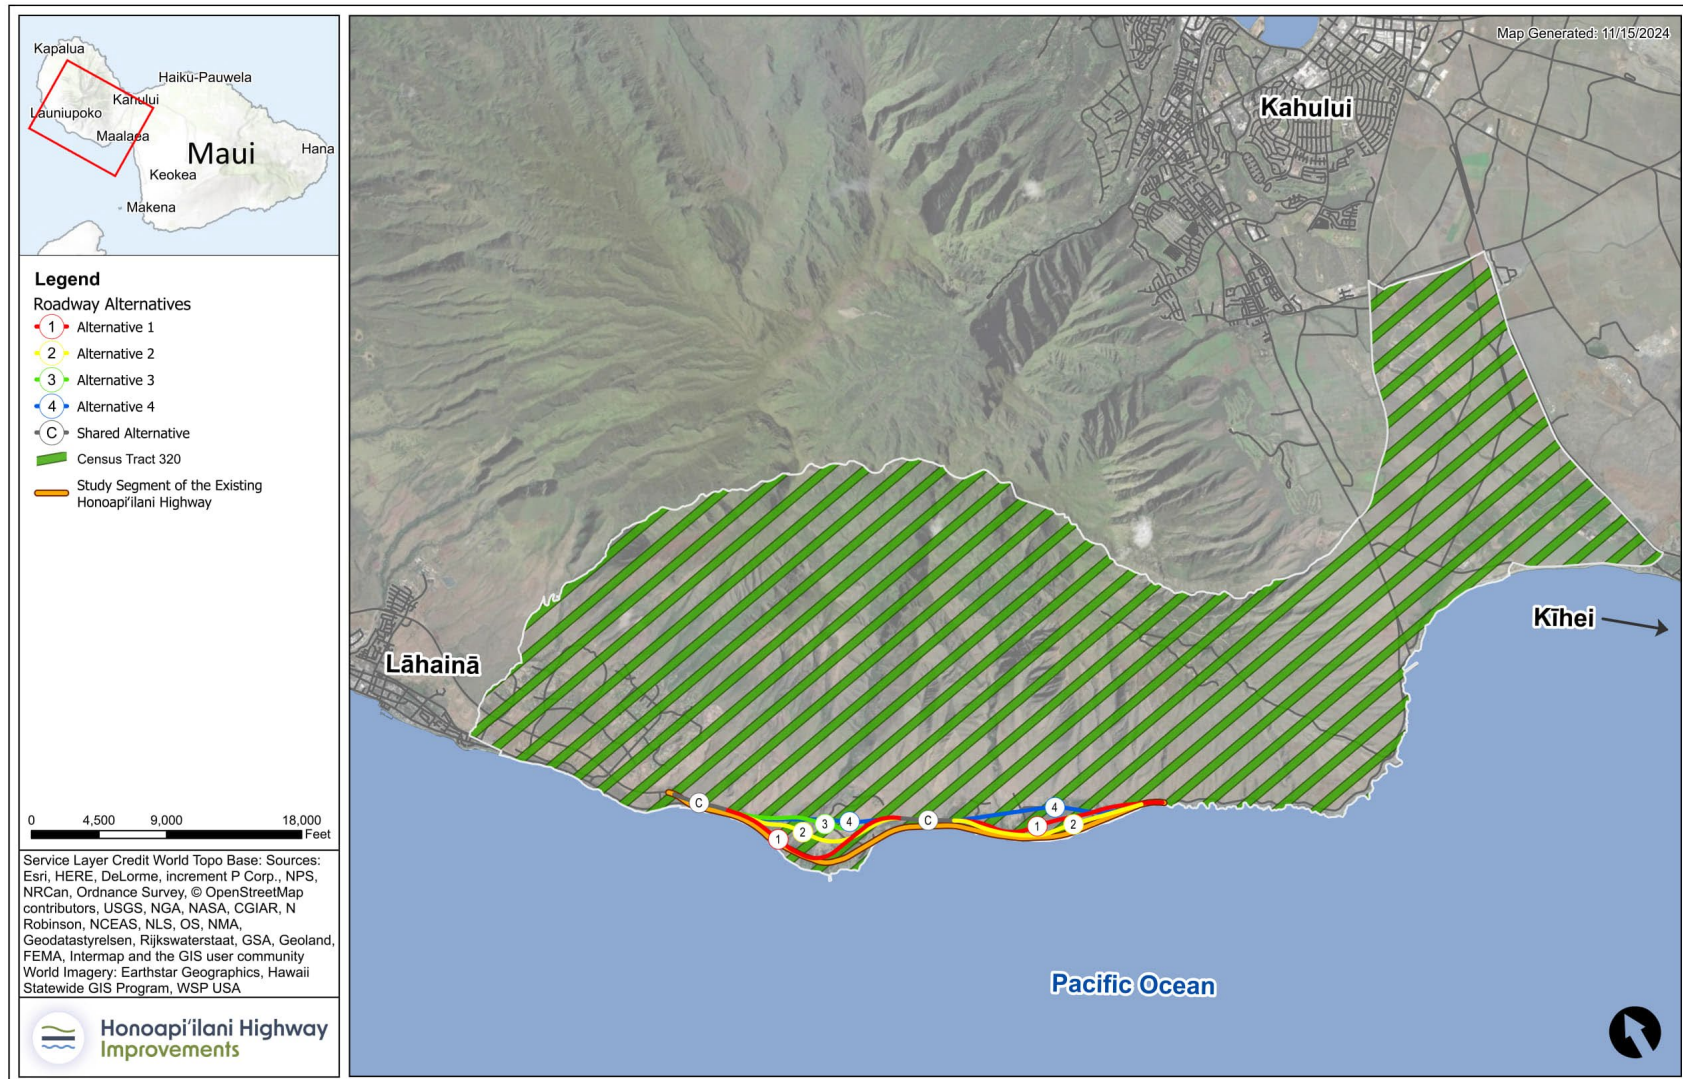 Kapalua
Haiku-Pauwela
Kahului
Launiupoko
Maalaea
Maui
Hana
Keokea
Makena
Legend
Roadway Alternatives
1 Alternative 1
2 Alternative 2
3 Alternative 3
4 Alternative 4
C Shared Alternative
Census Tract 320
Study Segment of the Existing
Honoapiʻilani Highway
0 4,500 9,000 18,000
Feet
Service Layer Credit World Topo Base: Sources:
Esri, HERE, DeLorme, increment P Corp., NPS,
NRCan, Ordnance Survey, © OpenStreetMap
contributors, USGS, NGA, NASA, CGIAR, N
Robinson, NCEAS, NLS, OS, NMA,
Geodatastyrelsen, Rijkswaterstaat, GSA, Geoland,
FEMA, Intermap and the GIS user community
World Imagery: Earthstar Geographics, Hawaii
Statewide GIS Program, WSP USA
Honoapiʻilani Highway
Improvements
Map Generated: 11/15/2024
Kahului
Kīhei
Lāhainā
C
1
2
3
4
C
4
1
2
Pacific Ocean